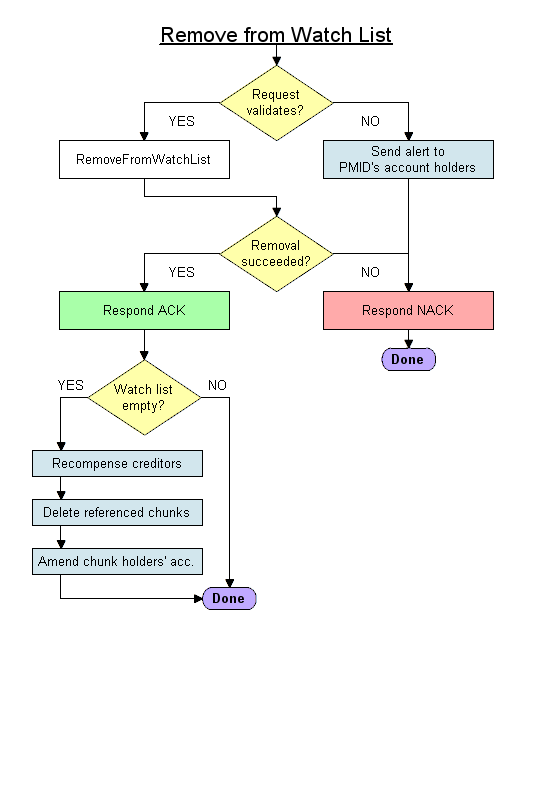 Remove from Watch List
Request
validates?
YES
NO
RemoveFromWatchList
Send alert to
PMID's account holders
Removal
succeeded?
YES
NO
Respond ACK
Respond NACK
Done
Watch list
empty?
YES
NO
Recompense creditors
Delete referenced chunks
Amend chunk holders' acc.
Done